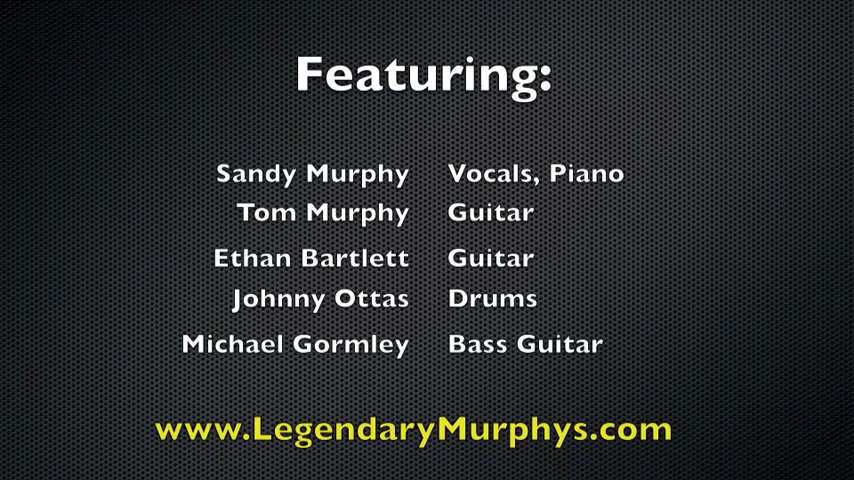 Featuring:
Sandy Murphy Vocals, Piano
Tom Murphy Guitar
Ethan Bartlett Guitar
Johnny Ottas Drums
Michael Gormley Bass Guitar
www.LegendaryMurphys.com